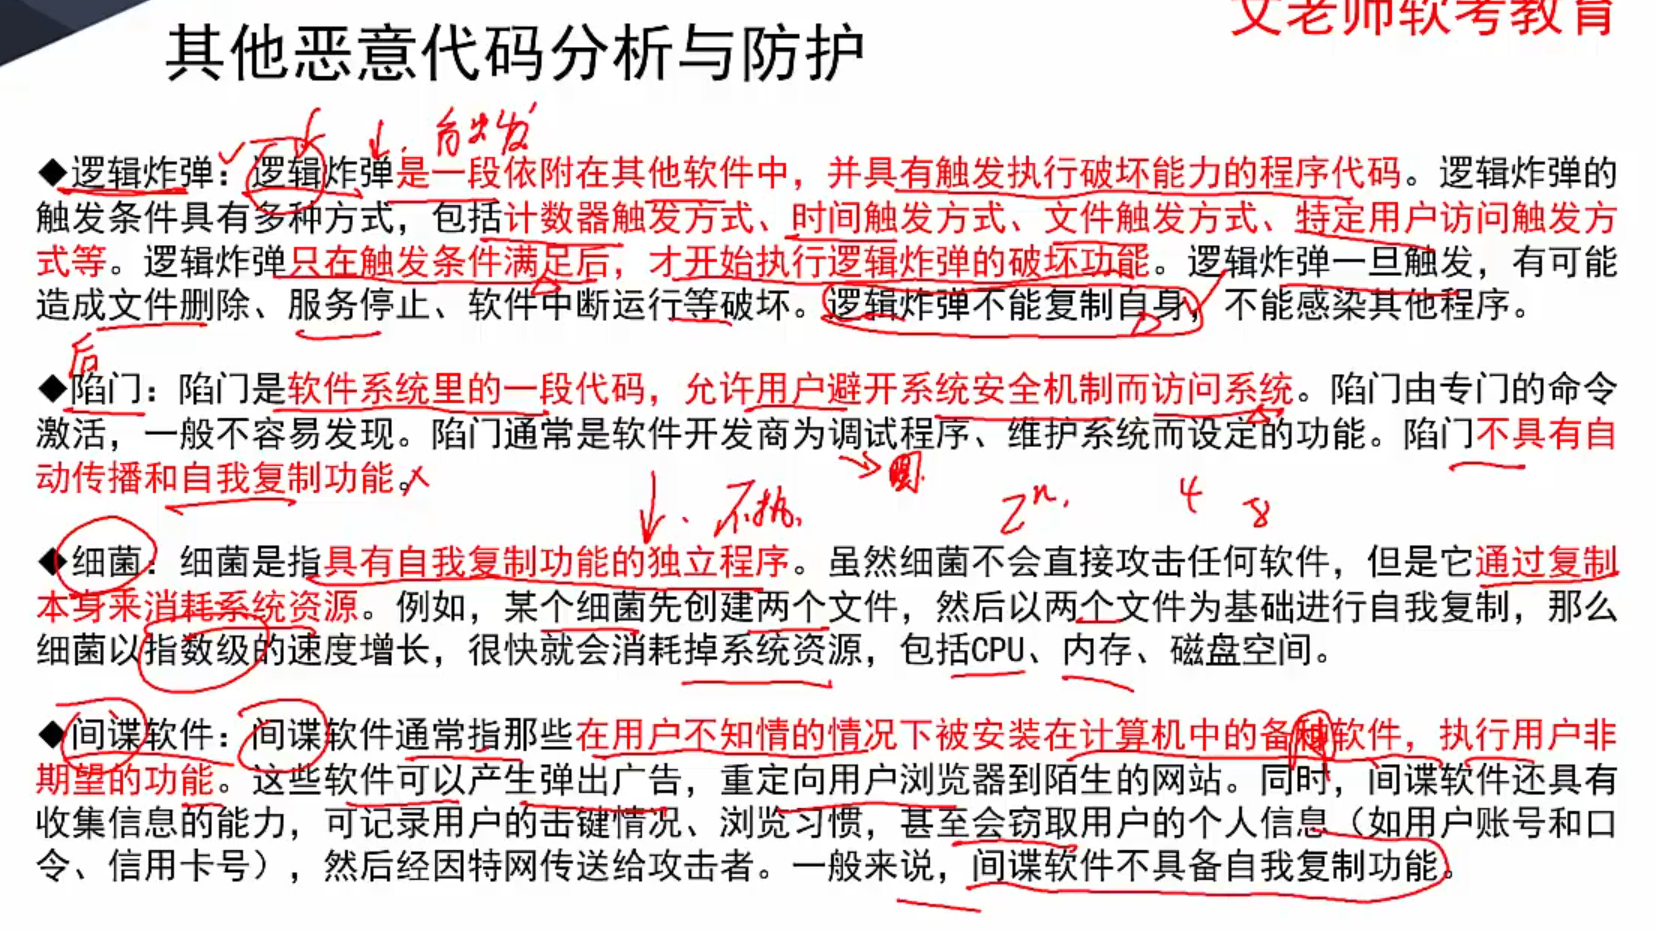 文老师软考教育
其他恶意代码分析与防护
◆逻辑炸弹：逻辑炸弹是一段依附在其他软件中，并具有触发执行破坏能力的程序代码。逻辑炸弹的
触发条件具有多种方式，包括计数器触发方式、时间触发方式、文件触发方式、特定用户访问触发方
式等。逻辑炸弹只在触发条件满足后，才开始执行逻辑炸弹的破坏功能。逻辑炸弹一旦触发，有可能
造成文件删除、服务停止、软件中断运行等破坏。逻辑炸弹不能复制自身，不能感染其他程序。
后
◆陷门：陷门是软件系统里的一段代码，允许用户避开系统安全机制而访问系统。陷门由专门的命令
激活，一般不容易发现。陷门通常是软件开发商为调试程序、维护系统而设定的功能。陷门不具有自
动传播和自我复制功能。
2ⁿ. 4 8
◆细菌：细菌是指具有自我复制功能的独立程序。虽然细菌不会直接攻击任何软件，但是它通过复制
本身来消耗系统资源。例如，某个细菌先创建两个文件，然后以两个文件为基础进行自我复制，那么
细菌以指数级的速度增长，很快就会消耗掉系统资源，包括CPU、内存、磁盘空间。
◆间谍软件：间谍软件通常指那些在用户不知情的情况下被安装在计算机中的各种软件，执行用户非
期望的功能。这些软件可以产生弹出广告，重定向用户浏览器到陌生的网站。同时，间谍软件还具有
收集信息的能力，可记录用户的击键情况、浏览习惯，甚至会窃取用户的个人信息（如用户账号和口
令、信用卡号），然后经因特网传送给攻击者。一般来说，间谍软件不具备自我复制功能。